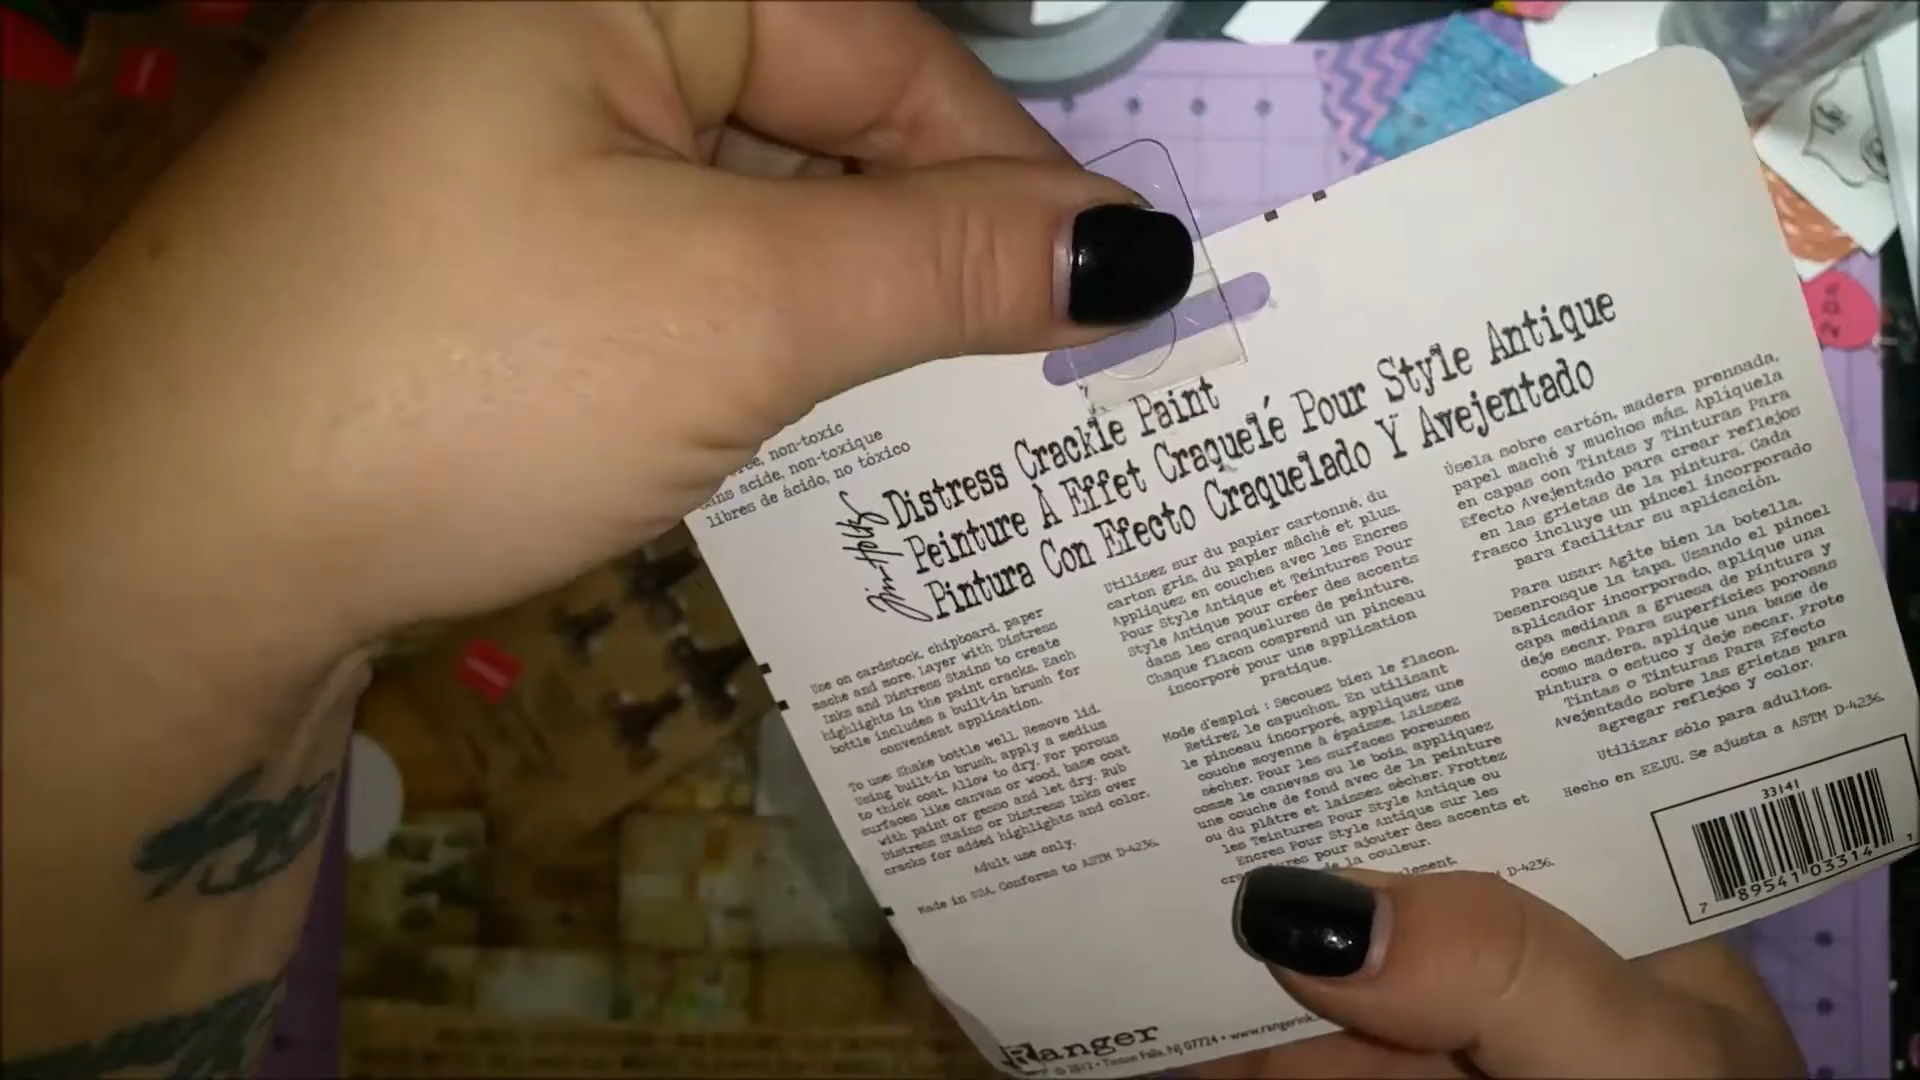 non-toxic
acide, non-toxique
libres de ácido, no tóxico
Distress Crackle Paint
Peinture À Effet Craquelé Pour Style Antique
Pintura Con Efecto Craquelado Y Avejentado
Use on cardstock, chipboard, paper
mache and more. Layer with Distress
Inks and Distress Stains to create
highlights in the paint cracks. Each
bottle includes a built-in brush for
convenient application.
To use: Shake bottle well. Remove lid.
Using built-in brush, apply a medium
to thick coat. Allow to dry. For porous
surfaces like canvas or wood, base coat
with paint or gesso and let dry. Rub
Distress Stains or Distress Inks over
cracks for added highlights and color.
Adult use only.
Made in USA. Conforms to ASTM D-4236.
Utilisez sur du papier cartonné, du
carton gris, du papier mâché et plus.
Appliquez en couches avec les Encres
Pour Style Antique et Teintures Pour
Style Antique pour créer des accents
dans les craquelures de peinture.
Chaque flacon comprend un pinceau
incorporé pour une application
pratique.
Mode d'emploi : Secouez bien le flacon.
Retirez le capuchon. En utilisant
le pinceau incorporé, appliquez une
couche moyenne à épaisse. Laissez
sécher. Pour les surfaces poreuses
comme le canevas ou le bois, appliquez
une couche de fond avec de la peinture
ou du plâtre et laissez sécher. Frottez
les Teintures Pour Style Antique ou
Encres Pour Style Antique sur les
pour ajouter des accents et
de la couleur.
D-4236.
Úsela sobre cartón, madera prensada,
papel maché y muchos más. Aplíquela
en capas con Tintas y Tinturas Para
Efecto Avejentado para crear reflejos
en las grietas de la pintura. Cada
frasco incluye un pincel incorporado
para facilitar su aplicación.
Para usar: Agite bien la botella.
Desenrosque la tapa. Usando el pincel
aplicador incorporado, aplique una
capa mediana a gruesa de pintura y
deje secar. Para superficies porosas
como madera, aplique una base de
pintura o estuco y deje secar. Frote
Tintas o Tinturas Para Efecto
Avejentado sobre las grietas para
agregar reflejos y color.
Utilizar sólo para adultos.
Hecho en EE.UU. Se ajusta a ASTM D-4236.
33141
7 89541 03314 1
Ranger
© 2012 • Tinton Falls, NJ 07724 • www.rangerink.